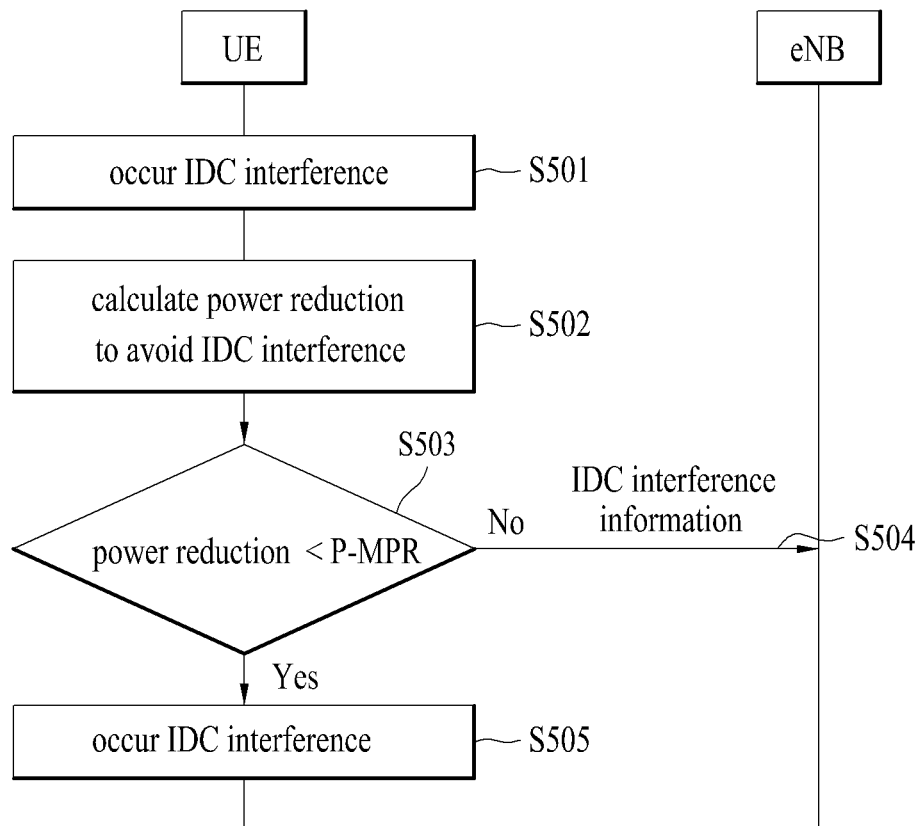 UE
eNB
occur IDC interference
S501
calculate power reduction
to avoid IDC interference
S502
S503
power reduction < P-MPR
No
IDC interference
information
S504
Yes
occur IDC interference
S505